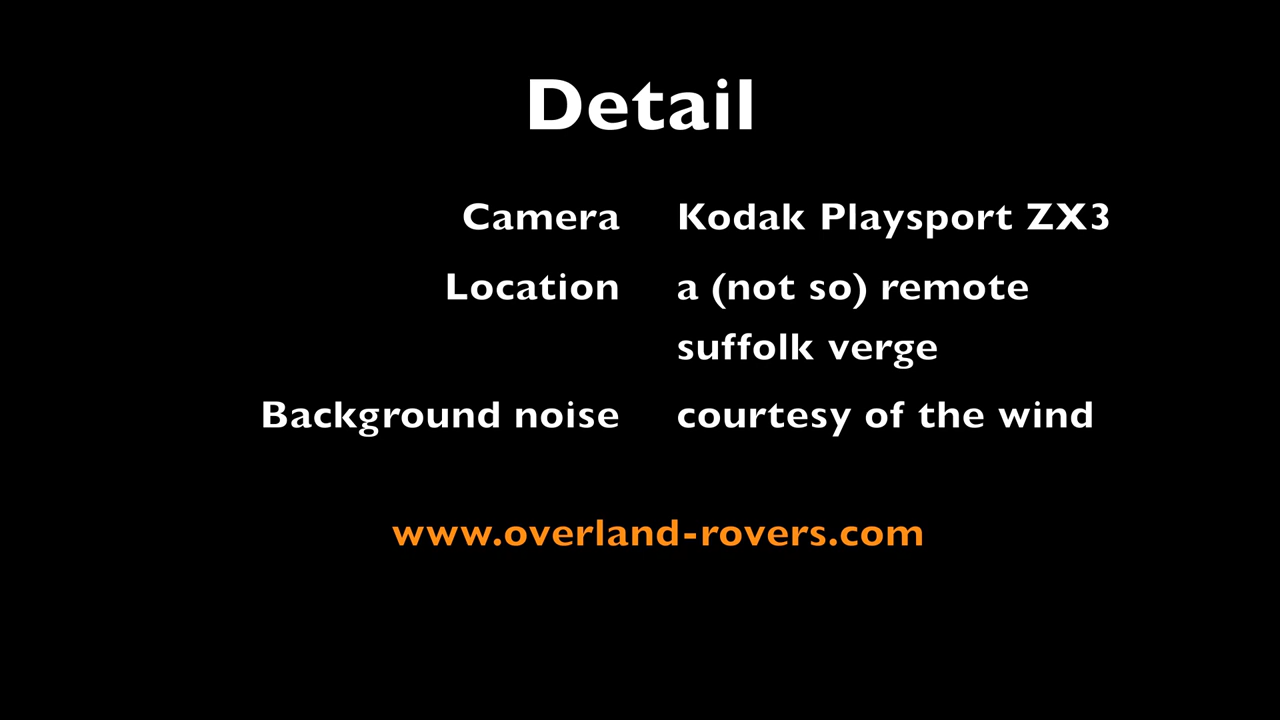 Detail
Camera Kodak Playsport ZX3
Location a (not so) remote
suffolk verge
Background noise courtesy of the wind
www.overland-rovers.com